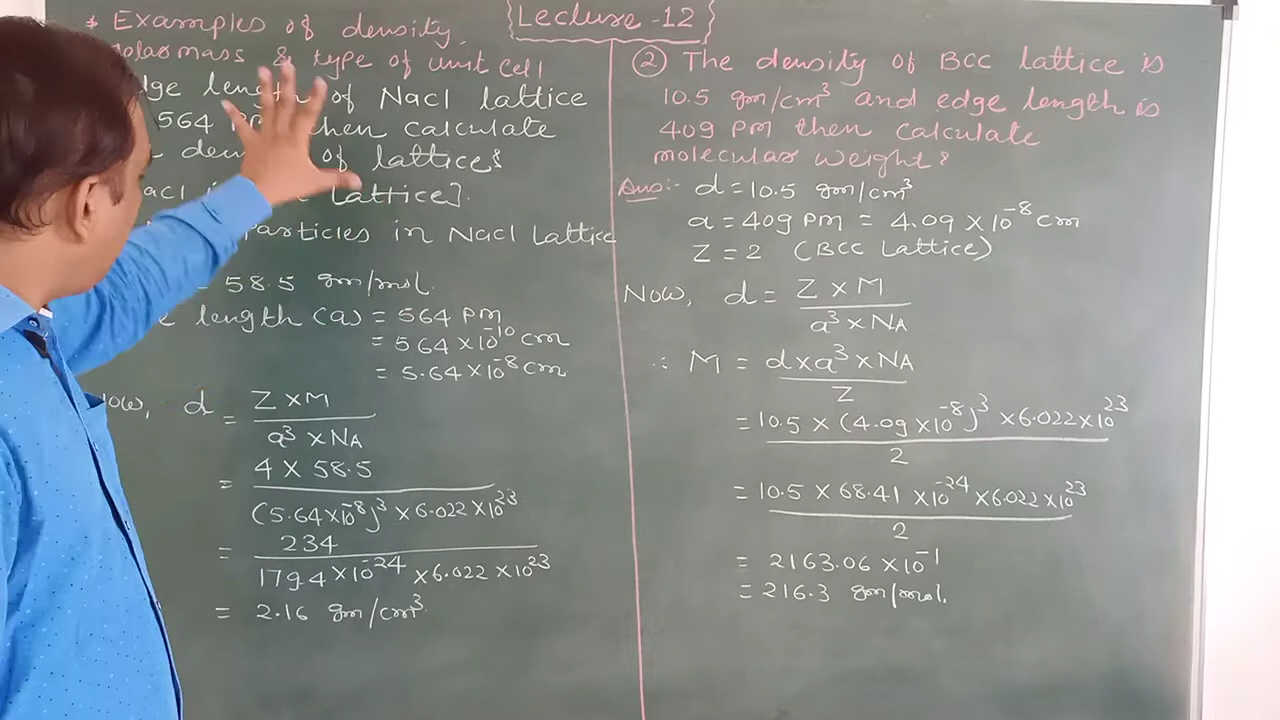 Lecture-12
* Examples of density,
mass & type of unit cell
length of NaCl lattice
564 then calculate
of lattice?
lattice].
Particles in NaCl Lattice
58.5 gm/mol.
length (a) = 564 PM
= 564 × 10⁻¹⁰ cm
= 5.64 × 10⁻⁸ cm
Now, d = Z × M / a³ × NA
= 4 × 58.5 / (5.64 × 10⁻⁸)³ × 6.022 × 10²³
= 234 / 179.4 × 10⁻²⁴ × 6.022 × 10²³
= 2.16 gm/cm³.
② The density of BCC lattice is
10.5 gm/cm³ and edge length is
409 PM then calculate
molecular weight?
Ans:- d = 10.5 gm/cm³
a = 409 PM = 4.09 × 10⁻⁸ cm
Z = 2 (BCC Lattice)
Now, d = Z × M / a³ × NA
∴ M = d × a³ × NA / Z
= 10.5 × (4.09 × 10⁻⁸)³ × 6.022 × 10²³ / 2
= 10.5 × 68.41 × 10⁻²⁴ × 6.022 × 10²³ / 2
= 2163.06 × 10⁻¹
= 216.3 gm/mol.